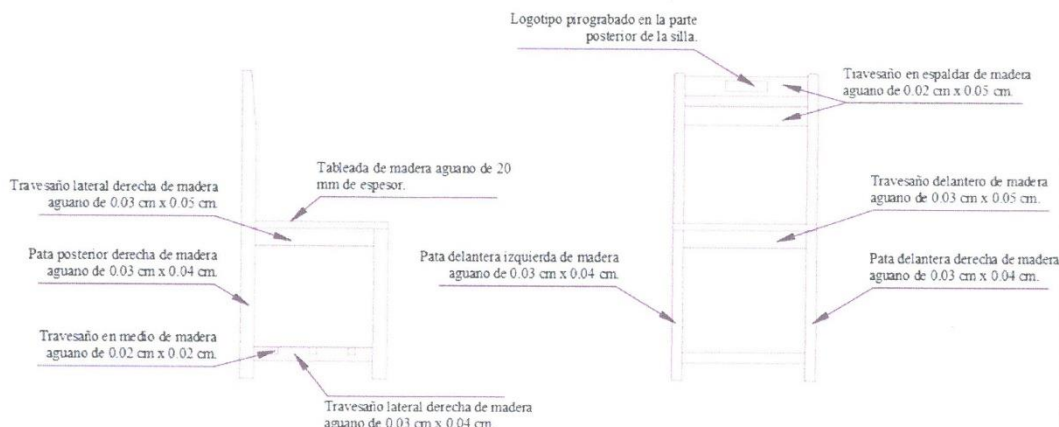 Logotipo pirograbado en la parte
posterior de la silla.
Travesaño en espaldar de madera
aguano de 0.02 cm x 0.05 cm.
Tableada de madera aguano de 20
mm de espesor.
Travesaño lateral derecha de madera
aguano de 0.03 cm x 0.05 cm.
Travesaño delantero de madera
aguano de 0.03 cm x 0.05 cm.
Pata posterior derecha de madera
aguano de 0.03 cm x 0.04 cm.
Pata delantera izquierda de madera
aguano de 0.03 cm x 0.04 cm.
Pata delantera derecha de madera
aguano de 0.03 cm x 0.04 cm.
Travesaño en medio de madera
aguano de 0.02 cm x 0.02 cm.
Travesaño lateral derecha de madera
aguano de 0.03 cm x 0.04 cm.